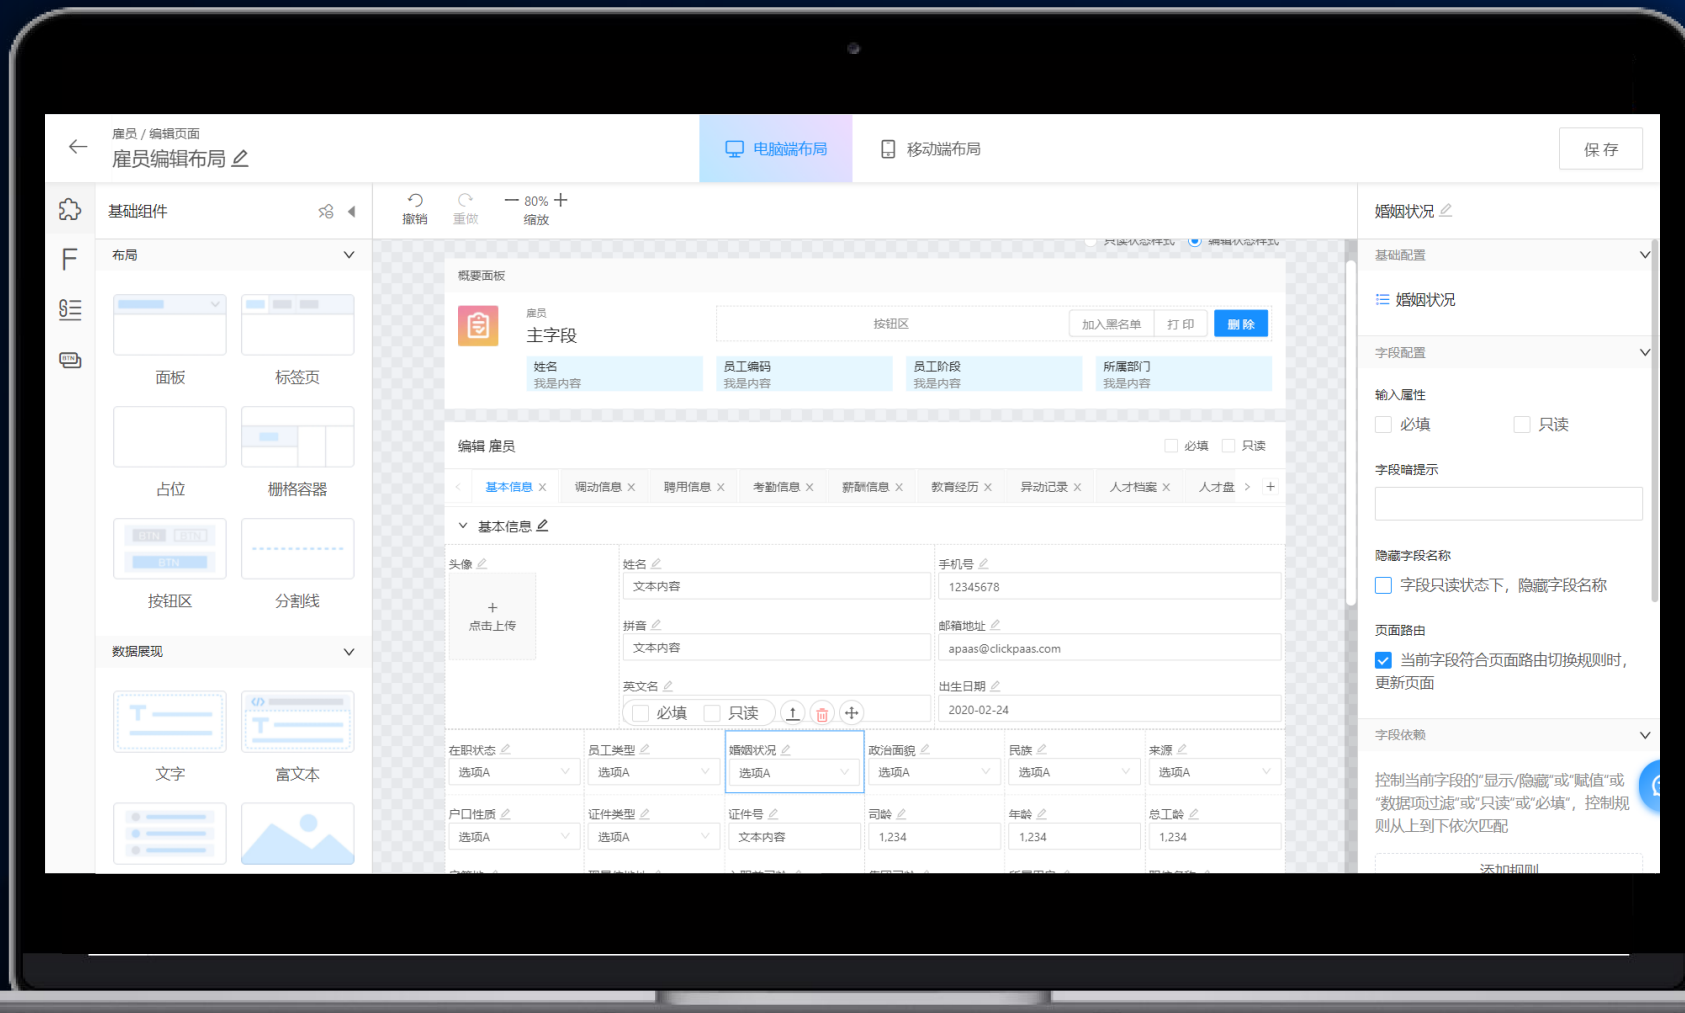 雇员 / 编辑页面
雇员编辑布局
电脑端布局
移动端布局
保 存
基础组件
撤销
重做
80%
缩放
婚姻状况
布局
面板
标签页
占位
栅格容器
BTN
BTN
BTN
按钮区
分割线
数据展现
文字
富文本
只读状态样式
编辑状态样式
概要面板
雇员
主字段
按钮区
加入黑名单
打 印
删 除
姓名
我是内容
员工编码
我是内容
员工阶段
我是内容
所属部门
我是内容
编辑 雇员
必填
只读
基本信息
调动信息
聘用信息
考勤信息
薪酬信息
教育经历
异动记录
人才档案
人才盘
基本信息
头像
点击上传
姓名
文本内容
手机号
12345678
拼音
文本内容
邮箱地址
apaas@clickpaas.com
英文名
必填
只读
出生日期
2020-02-24
在职状态
选项A
员工类型
选项A
婚姻状况
选项A
政治面貌
选项A
民族
选项A
来源
选项A
户口性质
选项A
证件类型
选项A
证件号
文本内容
司龄
1,234
年龄
1,234
总工龄
1,234
基础配置
婚姻状况
字段配置
输入属性
必填
只读
字段暗提示
隐藏字段名称
字段只读状态下，隐藏字段名称
页面路由
当前字段符合页面路由切换规则时，
更新页面
字段依赖
控制当前字段的“显示/隐藏”或“赋值”或
“数据项过滤”或“只读”或“必填”，控制规
则从上到下依次匹配
添加规则